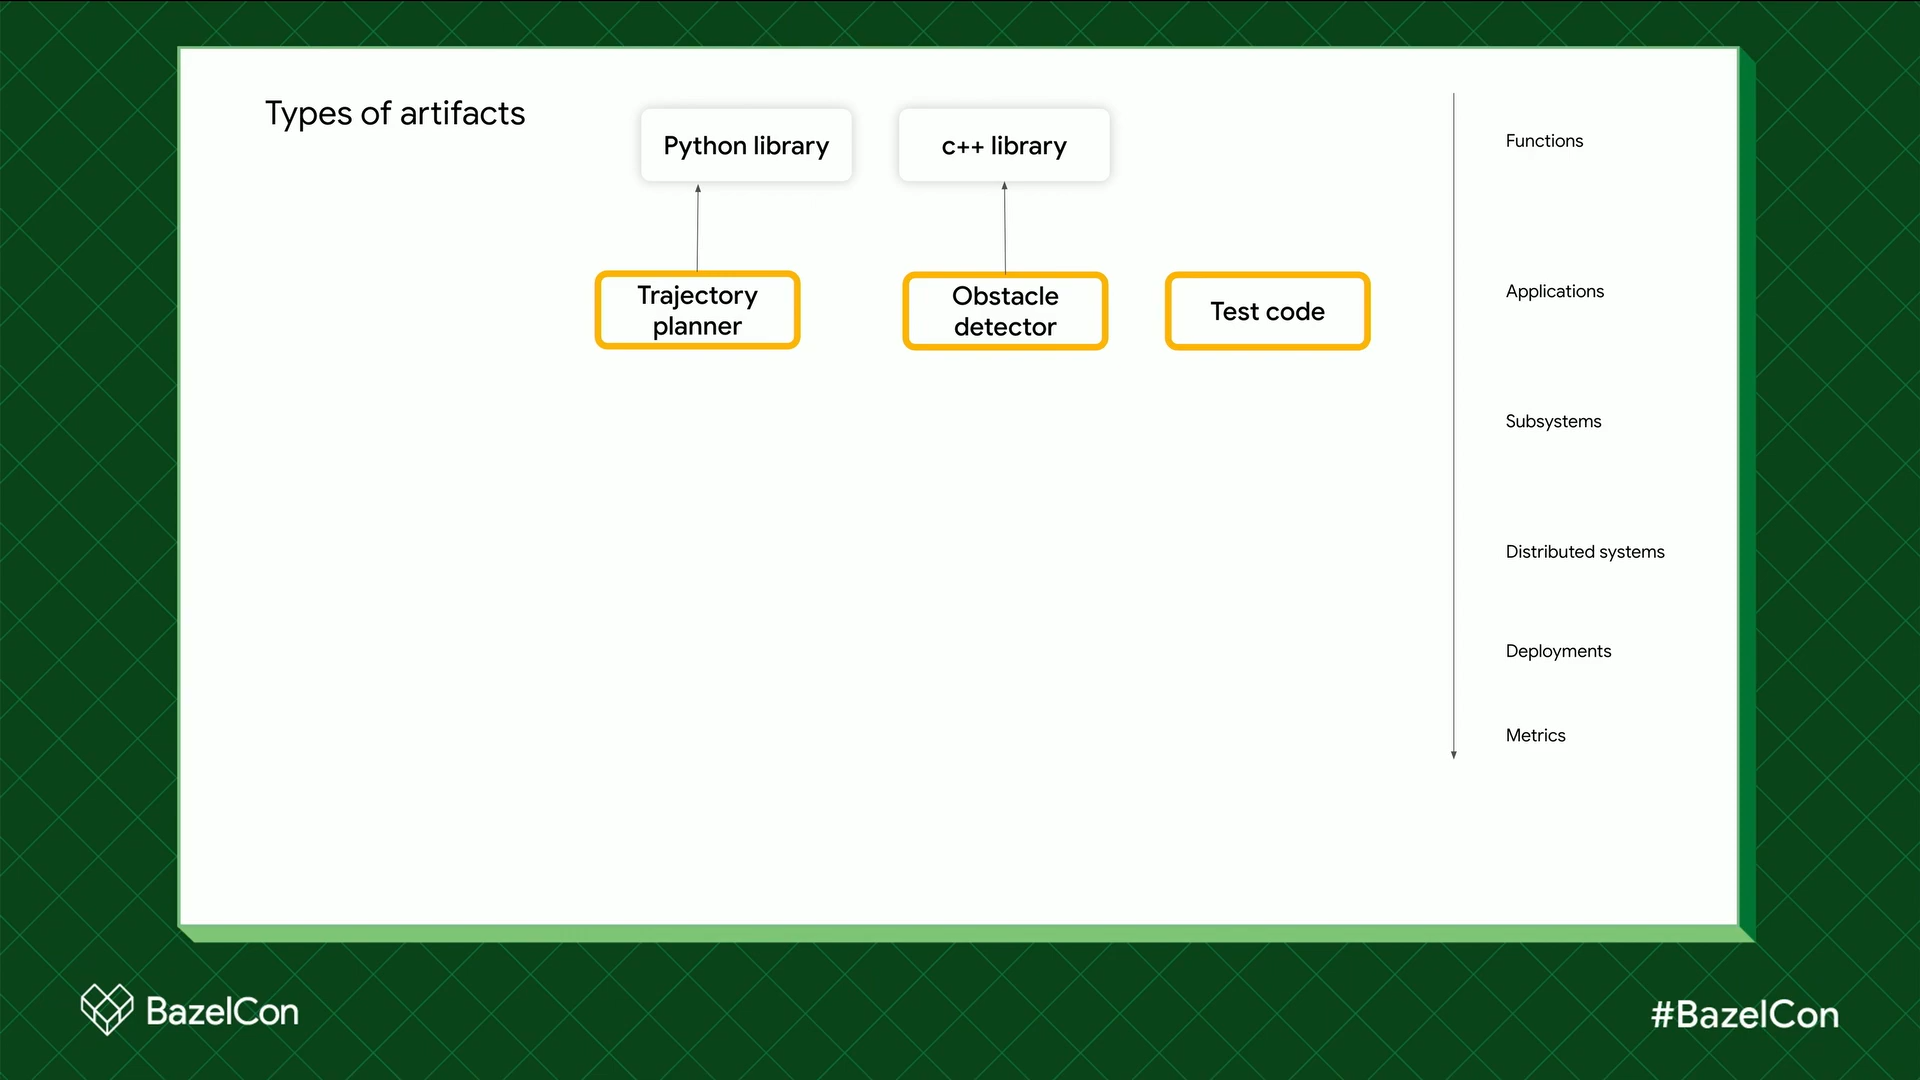 Types of artifacts
Python library
c++ library
Functions
Trajectory
planner
Obstacle
detector
Test code
Applications
Subsystems
Distributed systems
Deployments
Metrics
BazelCon
#BazelCon